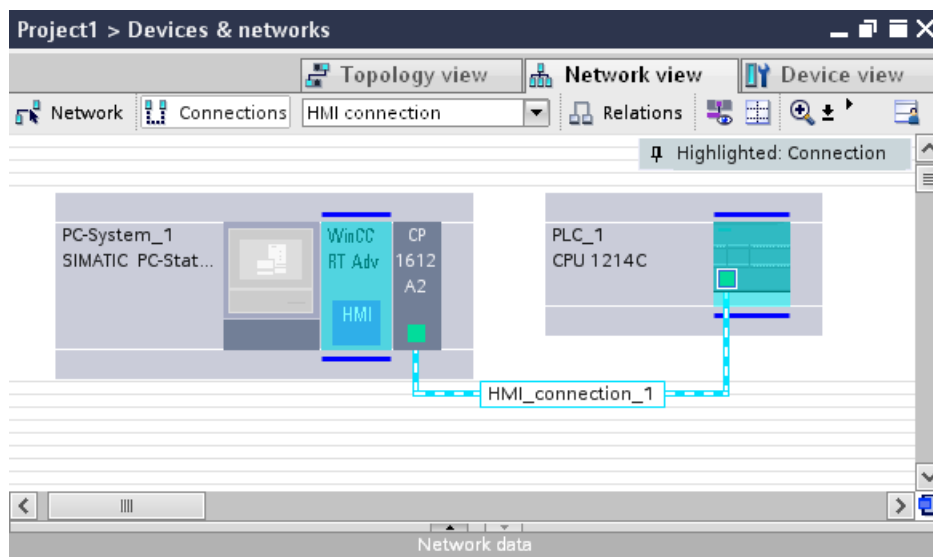 Project1 > Devices & networks
Topology view
Network view
Device view
Network
Connections
HMI connection
Relations
Highlighted: Connection
PC-System_1
SIMATIC PC-Stat...
WinCC
RT Adv
HMI
CP
1612
A2
PLC_1
CPU 1214C
HMI_connection_1
Network data